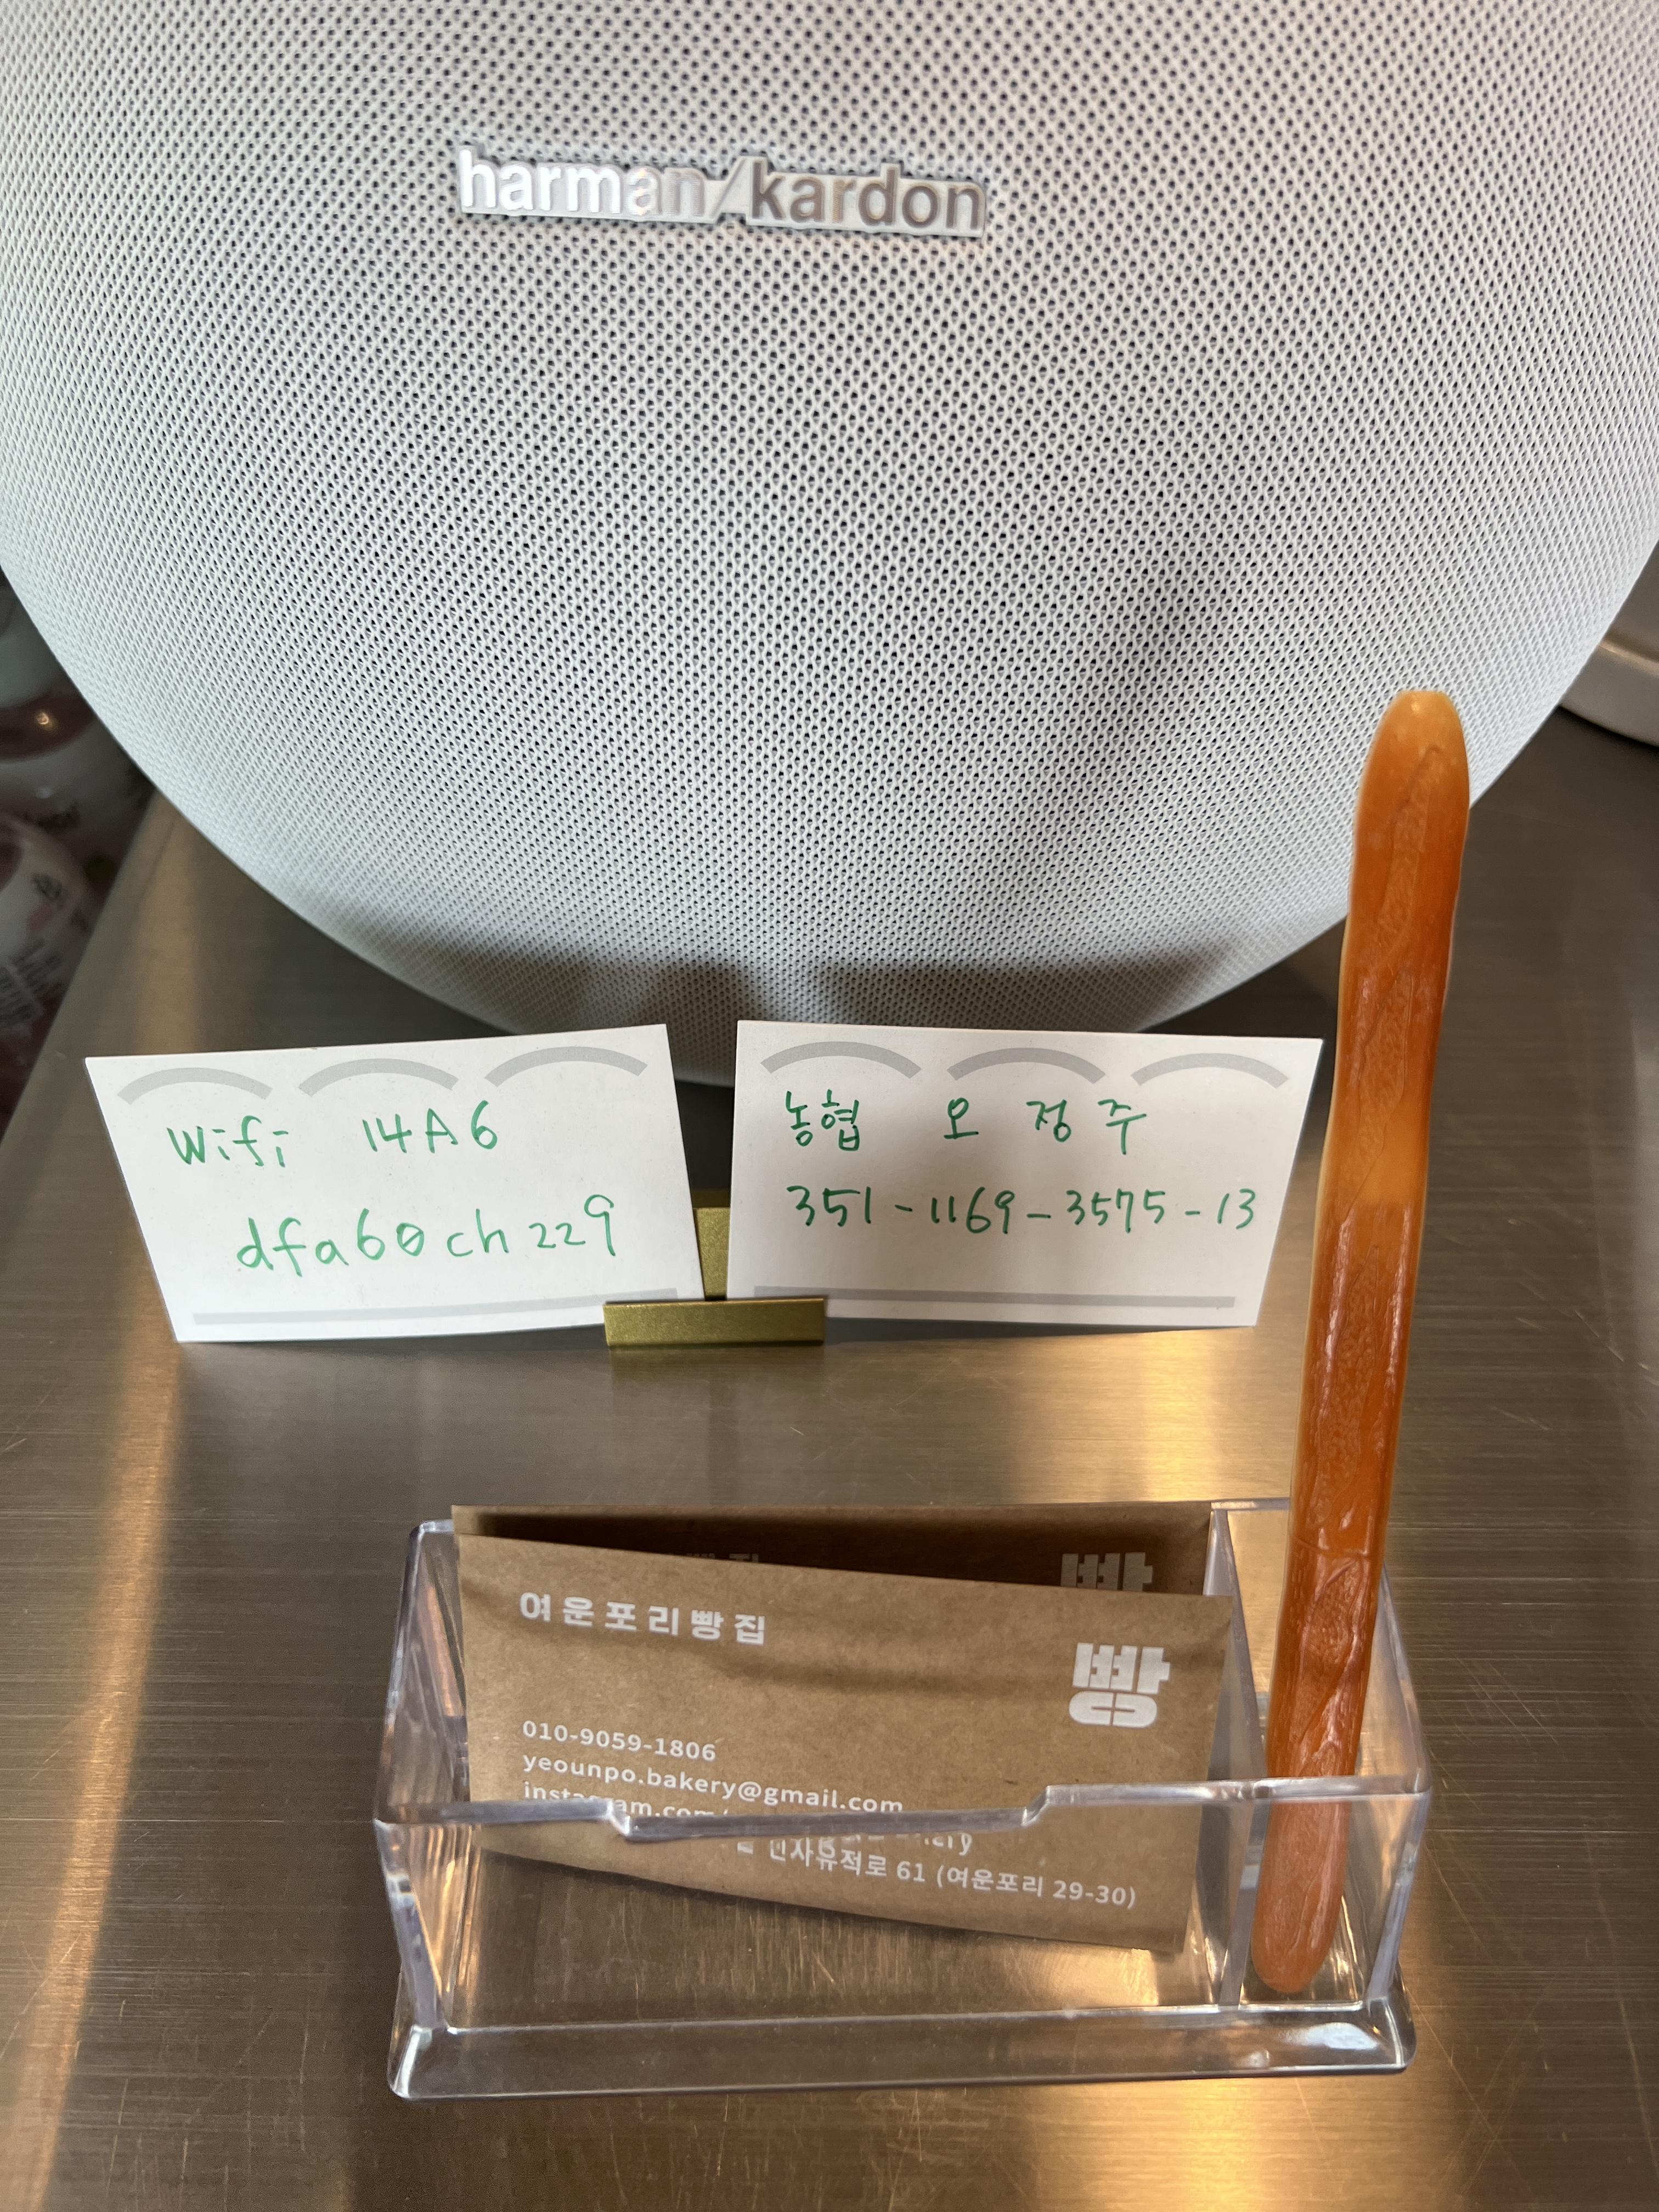 harman/kardon
wifi 14A6
dfa60ch229
농협 오정주
351-1169-3575-13
여운포리빵집
빵
010-9059-1806
yeounpo.bakery@gmail.com
선사유적로 61 (여운포리 29-30)